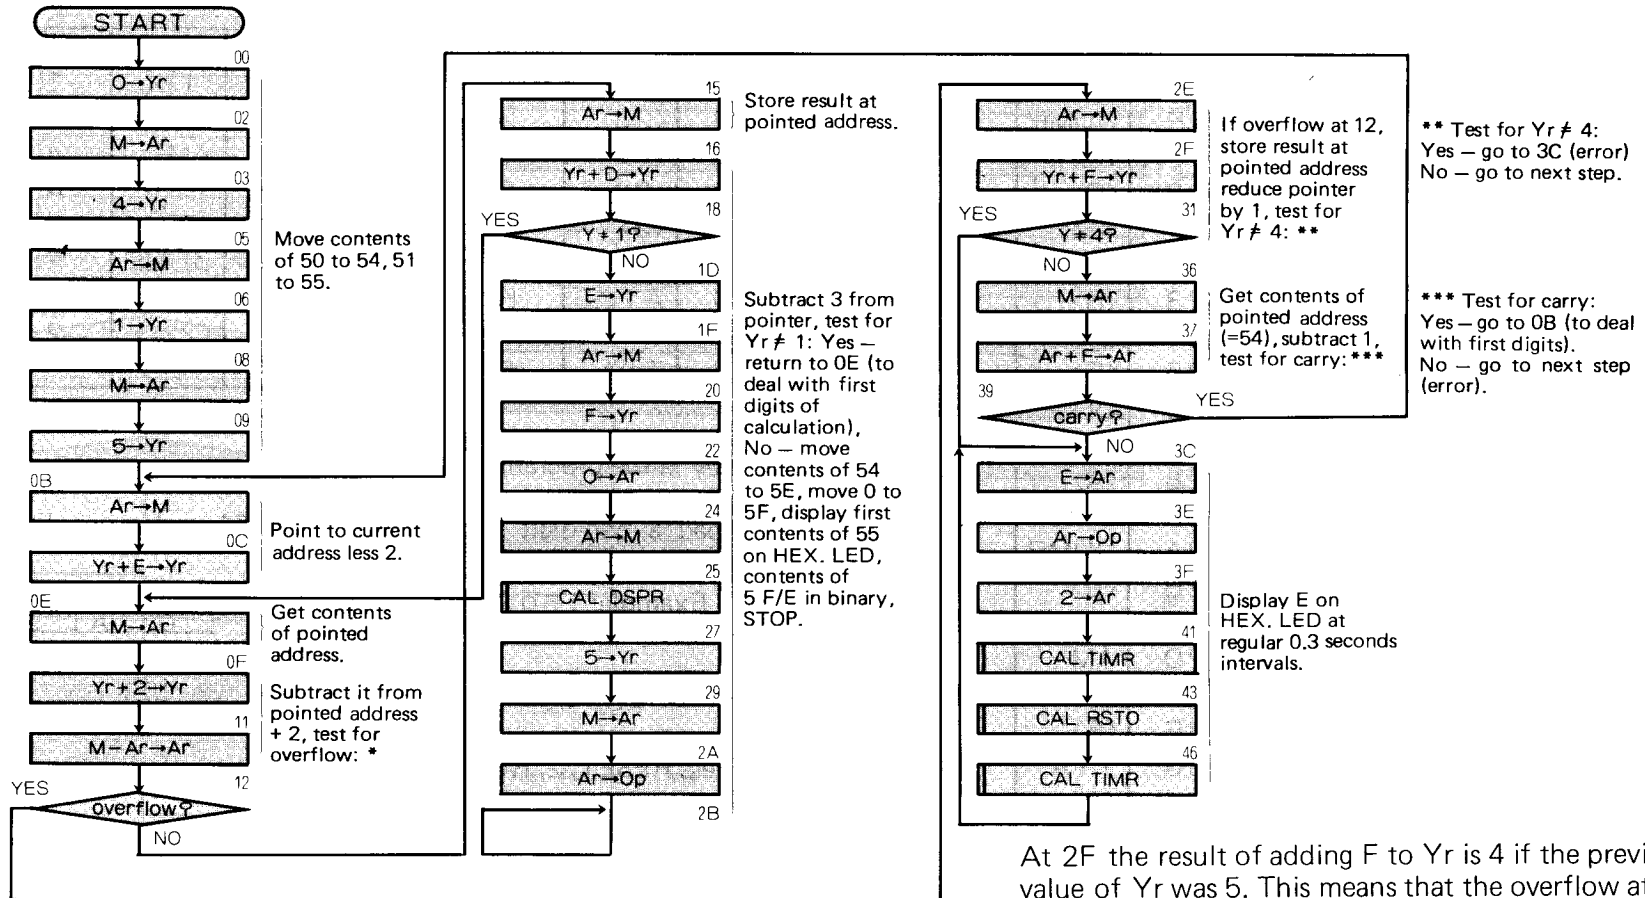 START
00
O→Yr
02
M→Ar
03
4→Yr
05
Ar→M
06
1→Yr
08
M→Ar
09
5→Yr
Move contents
of 50 to 54, 51
to 55.
0B
Ar→M
0C
Yr+E→Yr
Point to current
address less 2.
0E
M→Ar
Get contents
of pointed
address.
0F
Yr+2→Yr
11
M-Ar→Ar
Subtract it from
pointed address
+ 2, test for
overflow: *
12
YES
overflow?
NO
15
Ar→M
Store result at
pointed address.
16
Yr+D→Yr
18
YES
Y≠1?
NO
1D
E→Yr
1F
Ar→M
20
F→Yr
22
O→Ar
24
Ar→M
25
CAL DSPR
27
5→Yr
29
M→Ar
2A
Ar→Op
2B
Subtract 3 from
pointer, test for
Yr ≠ 1: Yes –
return to 0E (to
deal with first
digits of
calculation),
No – move
contents of 54
to 5E, move 0 to
5F, display first
contents of 55
on HEX. LED,
contents of
5 F/E in binary,
STOP.
2E
Ar→M
2F
Yr+F→Yr
31
YES
Y≠4?
NO
If overflow at 12,
store result at
pointed address
reduce pointer
by 1, test for
Yr ≠ 4: **
** Test for Yr ≠ 4:
Yes – go to 3C (error)
No – go to next step.
36
M→Ar
37
Ar+F→Ar
Get contents of
pointed address
(=54), subtract 1,
test for carry: ***
*** Test for carry:
Yes – go to 0B (to deal
with first digits).
No – go to next step
(error).
39
carry?
YES
NO
3C
E→Ar
3E
Ar→Op
3F
2→Ar
41
CAL TIMR
43
CAL RSTO
46
CAL TIMR
Display E on
HEX. LED at
regular 0.3 seconds
intervals.
At 2F the result of adding F to Yr is 4 if the previ
value of Yr was 5. This means that the overflow at